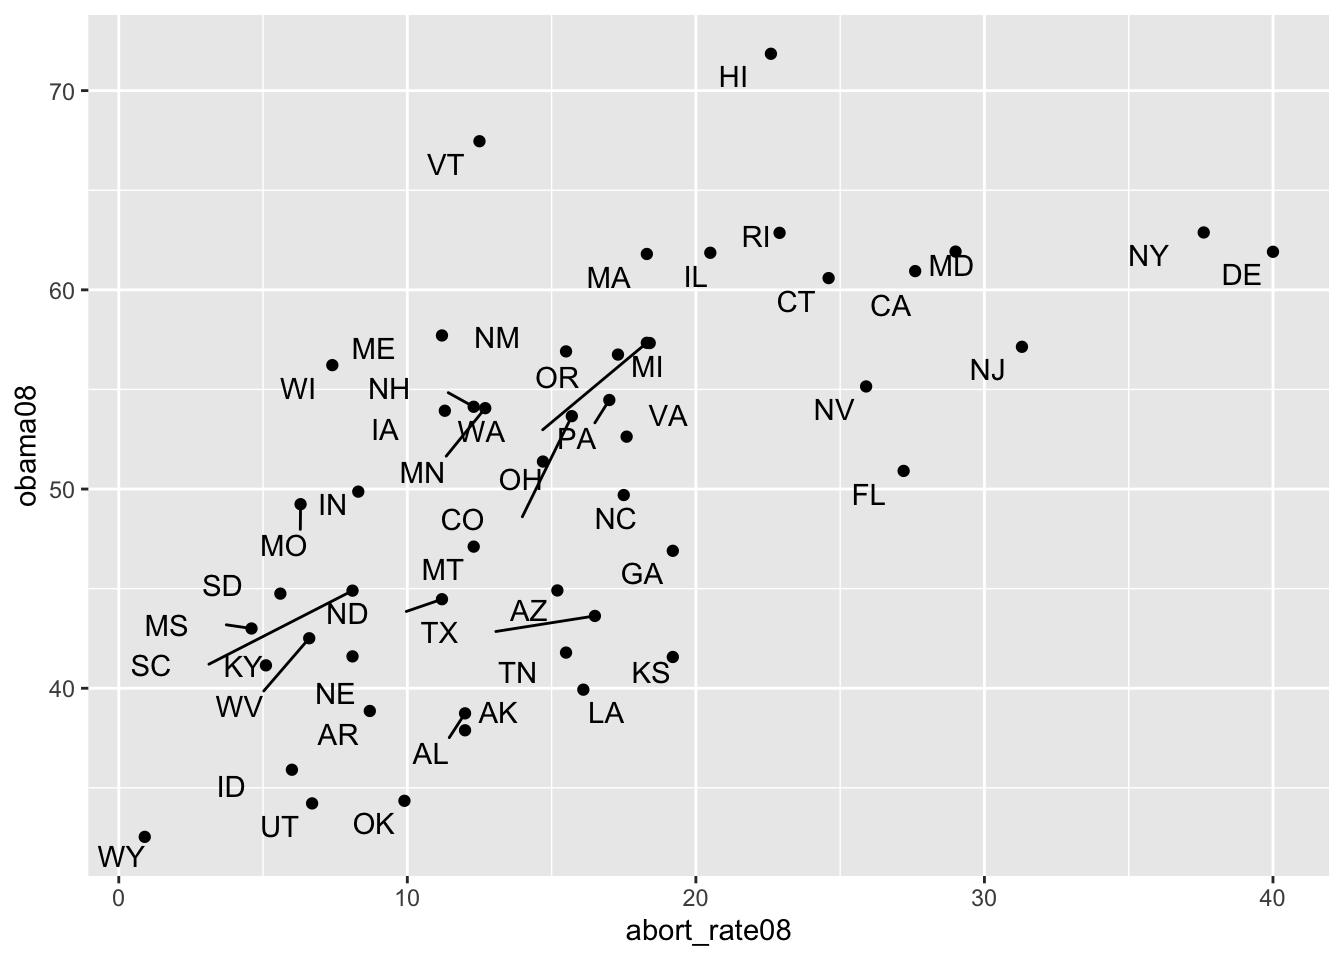 70
60
50
40
obama08
HI
VT
RI
MA
IL
CT
CA
MD
NY
DE
ME
NM
WI
NH
OR
MI
NJ
IA
WA
PA
VA
NV
MN
OH
FL
IN
CO
NC
MO
MT
GA
SD
ND
AZ
MS
TX
SC
KY
TN
KS
WV
NE
AK
LA
AR
AL
ID
UT
OK
WY
0
10
20
30
40
abort_rate08